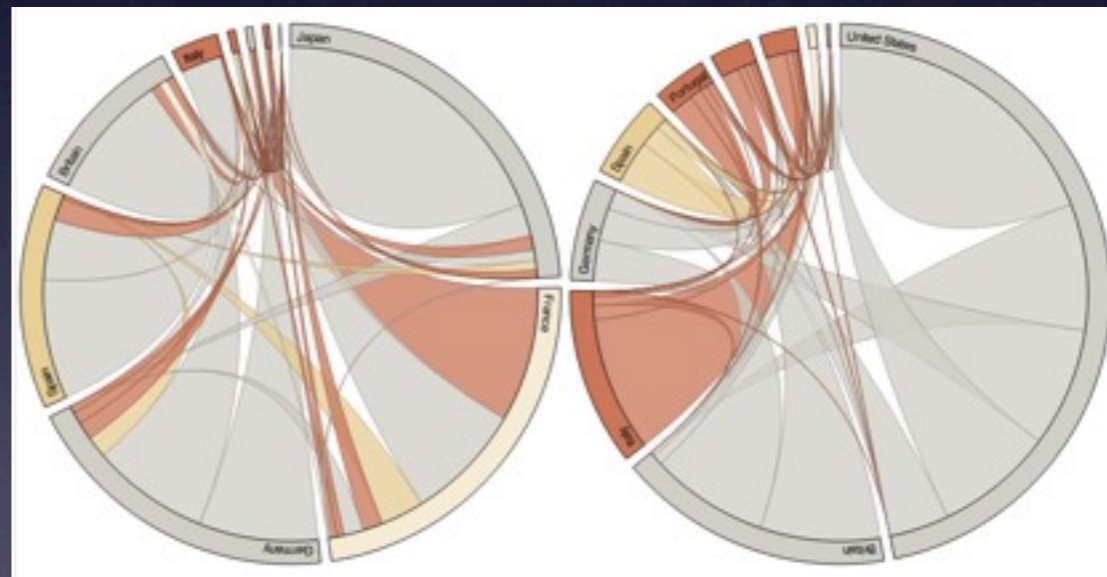 Italy
Japan
Britain
Spain
France
Germany
United States
Portugal
Spain
Germany
Italy
Britain